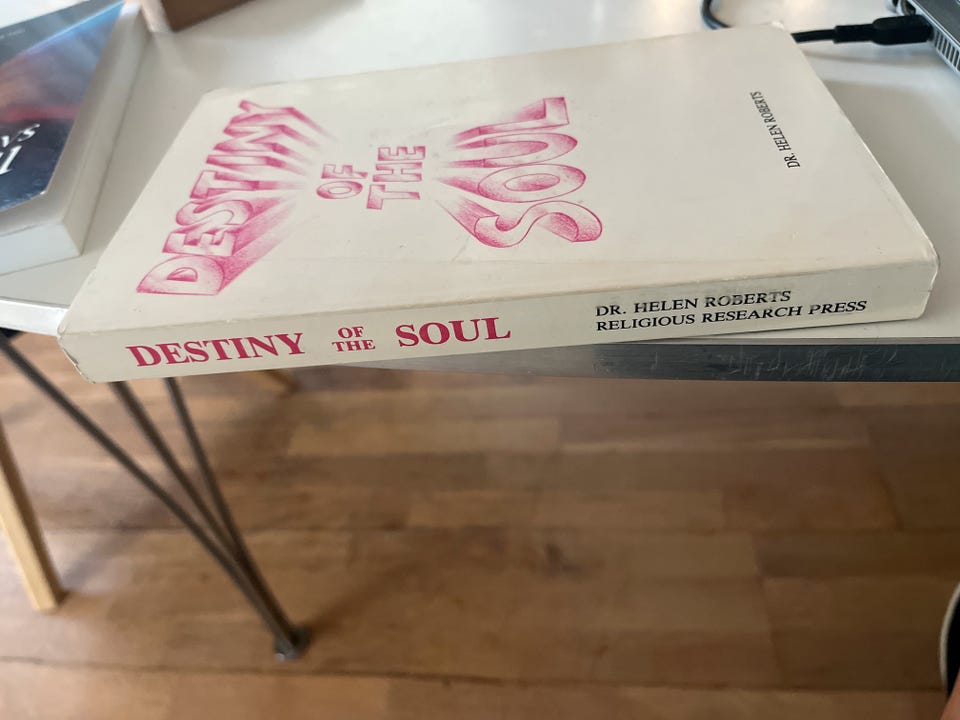 DESTINY
OF
THE
SOUL
DR. HELEN ROBERTS
DESTINY OF THE SOUL
DR. HELEN ROBERTS
RELIGIOUS RESEARCH PRESS